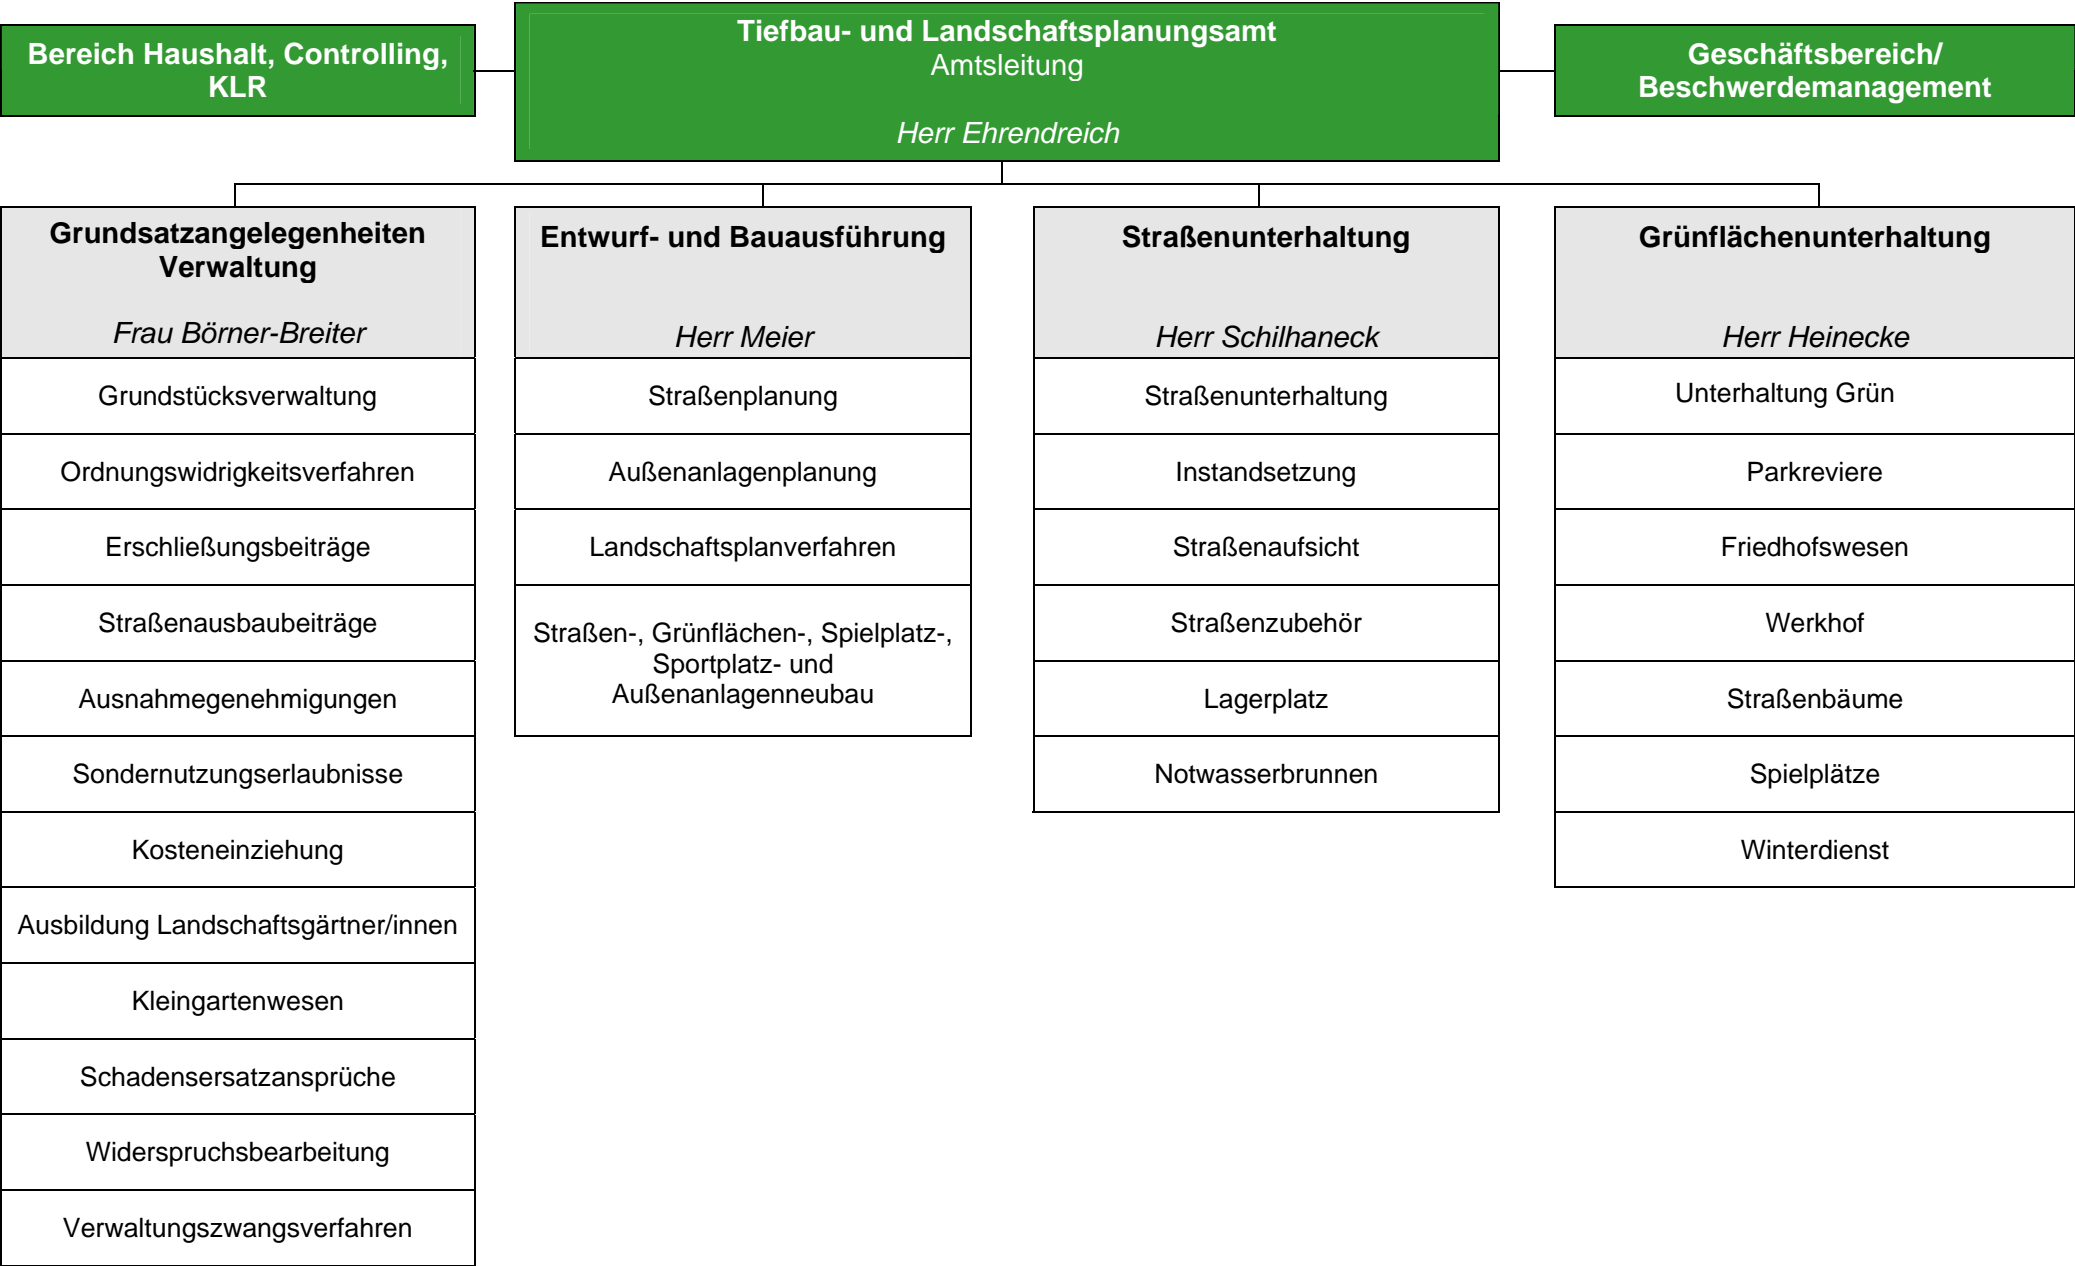 Bereich Haushalt, Controlling,
KLR
Tiefbau- und Landschaftsplanungsamt
Amtsleitung
Herr Ehrendreich
Geschäftsbereich/
Beschwerdemanagement
Grundsatzangelegenheiten
Verwaltung
Frau Börner-Breiter
Grundstücksverwaltung
Ordnungswidrigkeitsverfahren
Erschließungsbeiträge
Straßenausbaubeiträge
Ausnahmegenehmigungen
Sondernutzungserlaubnisse
Kosteneinziehung
Ausbildung Landschaftsgärtner/innen
Kleingartenwesen
Schadensersatzansprüche
Widerspruchsbearbeitung
Verwaltungszwangsverfahren
Entwurf- und Bauausführung
Herr Meier
Straßenplanung
Außenanlagenplanung
Landschaftsplanverfahren
Straßen-, Grünflächen-, Spielplatz-,
Sportplatz- und
Außenanlagenneubau
Straßenunterhaltung
Herr Schilhaneck
Straßenunterhaltung
Instandsetzung
Straßenaufsicht
Straßenzubehör
Lagerplatz
Notwasserbrunnen
Grünflächenunterhaltung
Herr Heinecke
Unterhaltung Grün
Parkreviere
Friedhofswesen
Werkhof
Straßenbäume
Spielplätze
Winterdienst